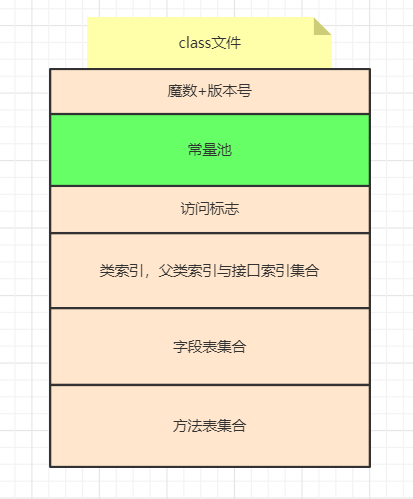 class文件
魔数+版本号
常量池
访问标志
类索引，父类索引与接口索引集合
字段表集合
方法表集合